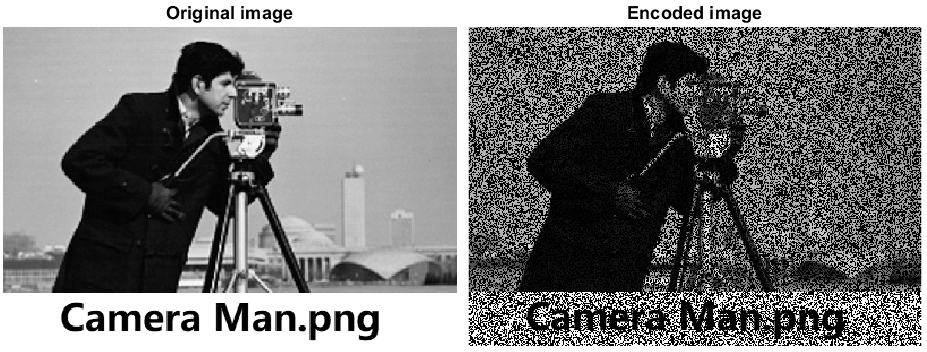 Original image
Encoded image
Camera Man.png
Camera Man.png